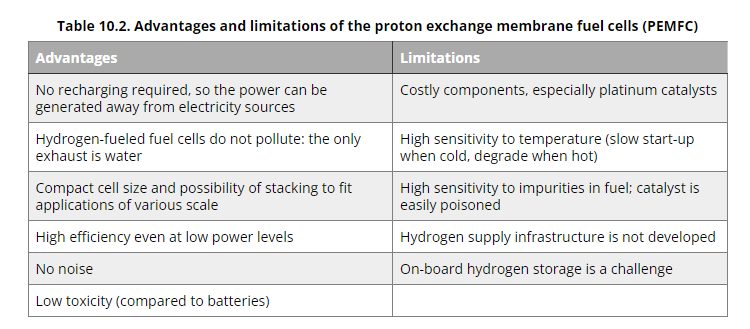 Table 10.2. Advantages and limitations of the proton exchange membrane fuel cells (PEMFC)
Advantages
Limitations
No recharging required, so the power can be
generated away from electricity sources
Costly components, especially platinum catalysts
Hydrogen-fueled fuel cells do not pollute: the only
exhaust is water
High sensitivity to temperature (slow start-up
when cold, degrade when hot)
Compact cell size and possibility of stacking to fit
applications of various scale
High sensitivity to impurities in fuel; catalyst is
easily poisoned
High efficiency even at low power levels
Hydrogen supply infrastructure is not developed
No noise
On-board hydrogen storage is a challenge
Low toxicity (compared to batteries)